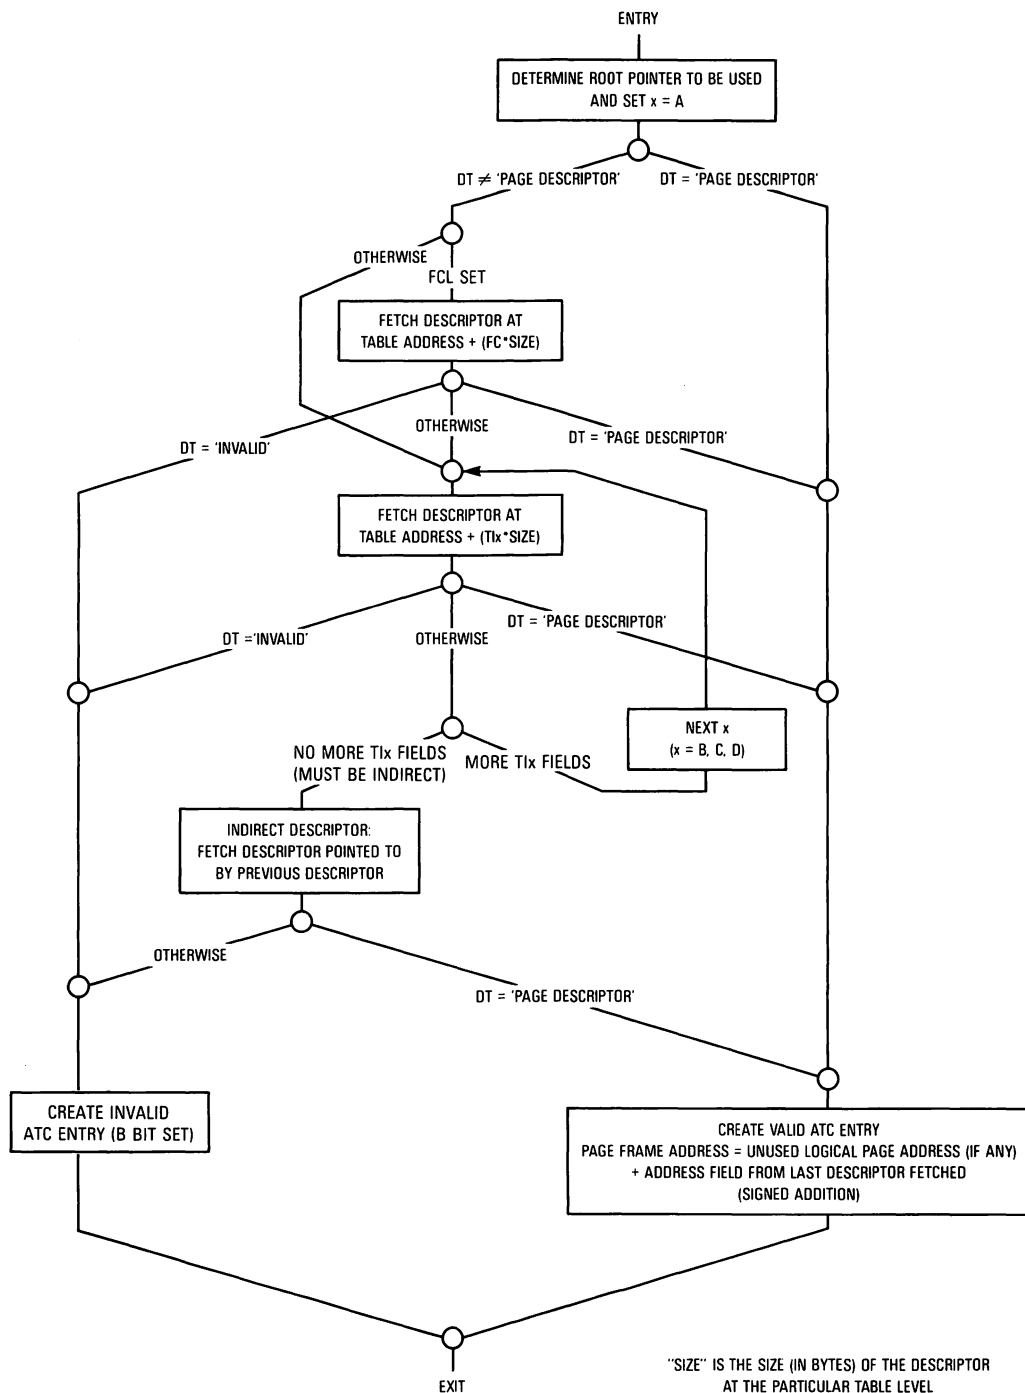 ENTRY
DETERMINE ROOT POINTER TO BE USED
AND SET x = A
DT ≠ 'PAGE DESCRIPTOR'
DT = 'PAGE DESCRIPTOR'
OTHERWISE
FCL SET
FETCH DESCRIPTOR AT
TABLE ADDRESS + (FC*SIZE)
OTHERWISE
DT = 'INVALID'
DT = 'PAGE DESCRIPTOR'
FETCH DESCRIPTOR AT
TABLE ADDRESS + (TIx*SIZE)
DT ='INVALID'
OTHERWISE
DT = 'PAGE DESCRIPTOR'
NO MORE TIx FIELDS
(MUST BE INDIRECT)
MORE TIx FIELDS
NEXT x
(x = B, C, D)
INDIRECT DESCRIPTOR:
FETCH DESCRIPTOR POINTED TO
BY PREVIOUS DESCRIPTOR
OTHERWISE
DT = 'PAGE DESCRIPTOR'
CREATE INVALID
ATC ENTRY (B BIT SET)
CREATE VALID ATC ENTRY
PAGE FRAME ADDRESS = UNUSED LOGICAL PAGE ADDRESS (IF ANY)
+ ADDRESS FIELD FROM LAST DESCRIPTOR FETCHED
(SIGNED ADDITION)
EXIT
"SIZE" IS THE SIZE (IN BYTES) OF THE DESCRIPTOR
AT THE PARTICULAR TABLE LEVEL